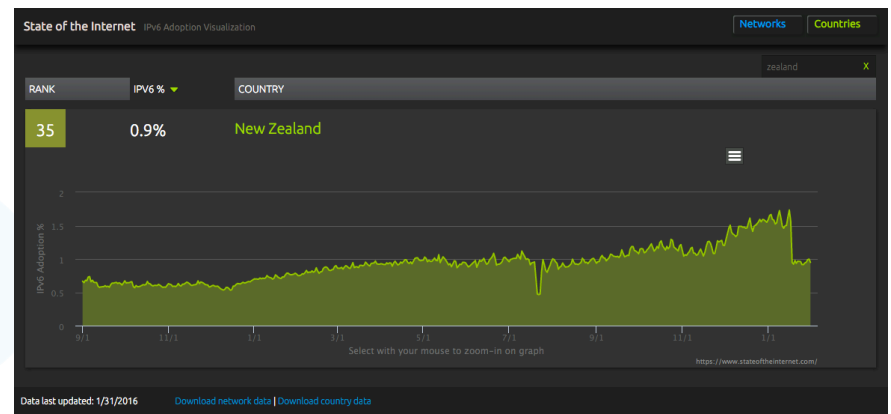 State of the Internet IPv6 Adoption Visualization
Networks
Countries
zealand X
RANK IPV6 % COUNTRY
35 0.9% New Zealand
2
1.5
1
0.5
0
IPv6 Adoption %
9/1 11/1 1/1 3/1 5/1 7/1 9/1 11/1 1/1
Select with your mouse to zoom-in on graph
https://www.stateoftheinternet.com/
Data last updated: 1/31/2016 Download network data | Download country data